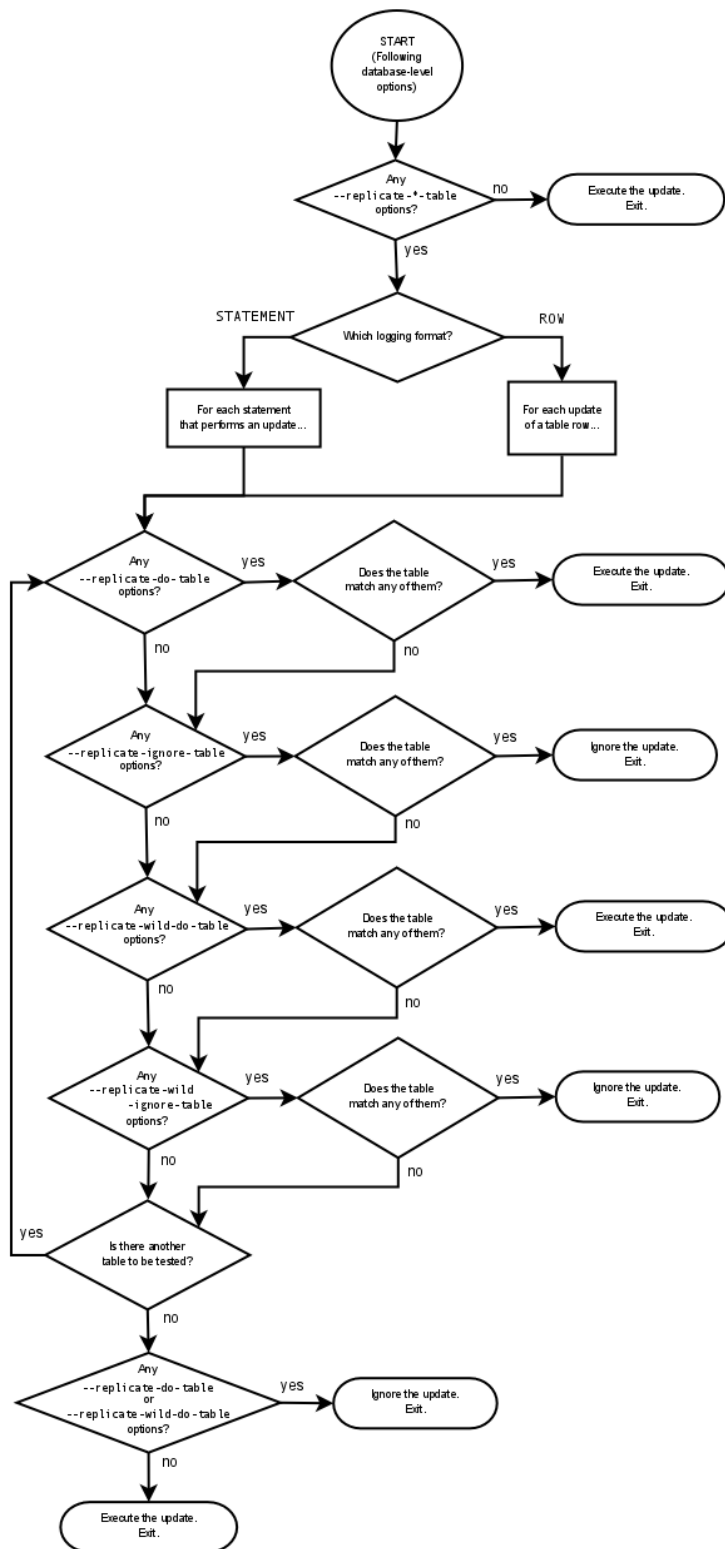 START
(Following
database-level
options)
Any
--replicate-*-table
options?
no
Execute the update.
Exit.
yes
STATEMENT
Which logging format?
ROW
For each statement
that performs an update...
For each update
of a table row...
Any
--replicate-do-table
options?
yes
Does the table
match any of them?
yes
Execute the update.
Exit.
no
no
Any
--replicate-ignore-table
options?
yes
Does the table
match any of them?
yes
Ignore the update.
Exit.
no
no
Any
--replicate-wild-do-table
options?
yes
Does the table
match any of them?
yes
Execute the update.
Exit.
no
no
Any
--replicate-wild
-ignore-table
options?
yes
Does the table
match any of them?
yes
Ignore the update.
Exit.
no
no
yes
Is there another
table to be tested?
no
Any
--replicate-do-table
or
--replicate-wild-do-table
options?
yes
Ignore the update.
Exit.
no
Execute the update.
Exit.